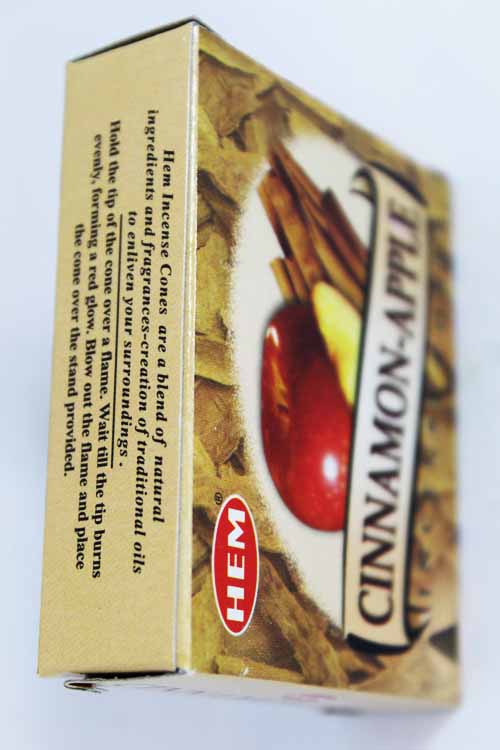 Hem Incense Cones are a blend of natural
ingredients and fragrances-creation of traditional oils
to enliven your surroundings.
Hold the tip of the cone over a flame. Wait till the tip burns
evenly, forming a red glow. Blow out the flame and place
the cone over the stand provided.
HEM®
CINNAMON-APPLE